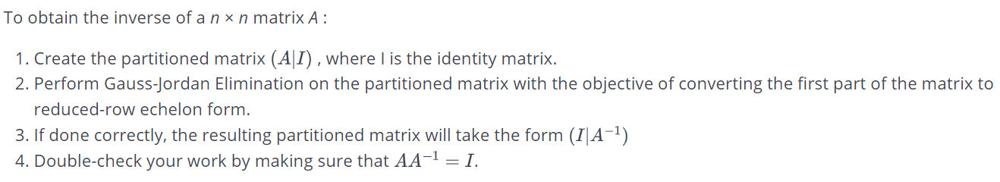 To obtain the inverse of a n × n matrix A :
1. Create the partitioned matrix (A|I) , where I is the identity matrix.
2. Perform Gauss-Jordan Elimination on the partitioned matrix with the objective of converting the first part of the matrix to
reduced-row echelon form.
3. If done correctly, the resulting partitioned matrix will take the form (I|A⁻¹)
4. Double-check your work by making sure that AA⁻¹ = I.